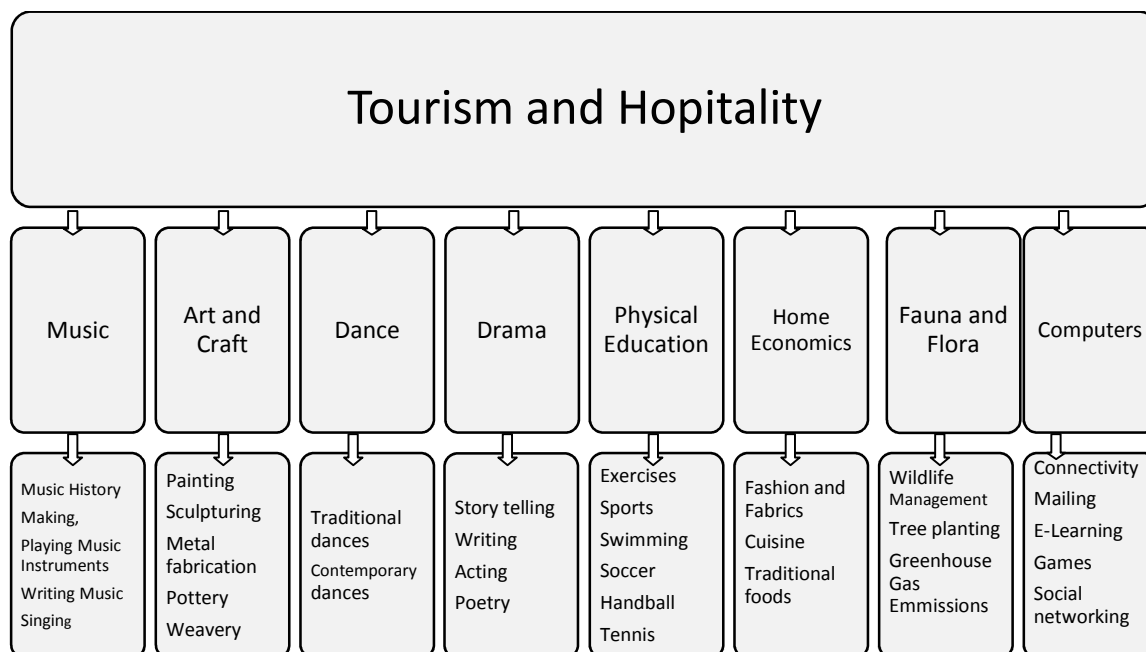 Tourism and Hopitality
Music
Art and
Craft
Dance
Drama
Physical
Education
Home
Economics
Fauna and
Flora
Computers
Music History
Making,
Playing Music
Instruments
Writing Music
Singing
Painting
Sculpturing
Metal
fabrication
Pottery
Weavery
Traditional
dances
Contemporary
dances
Story telling
Writing
Acting
Poetry
Exercises
Sports
Swimming
Soccer
Handball
Tennis
Fashion and
Fabrics
Cuisine
Traditional
foods
Wildlife
Management
Tree planting
Greenhouse
Gas
Emmissions
Connectivity
Mailing
E-Learning
Games
Social
networking